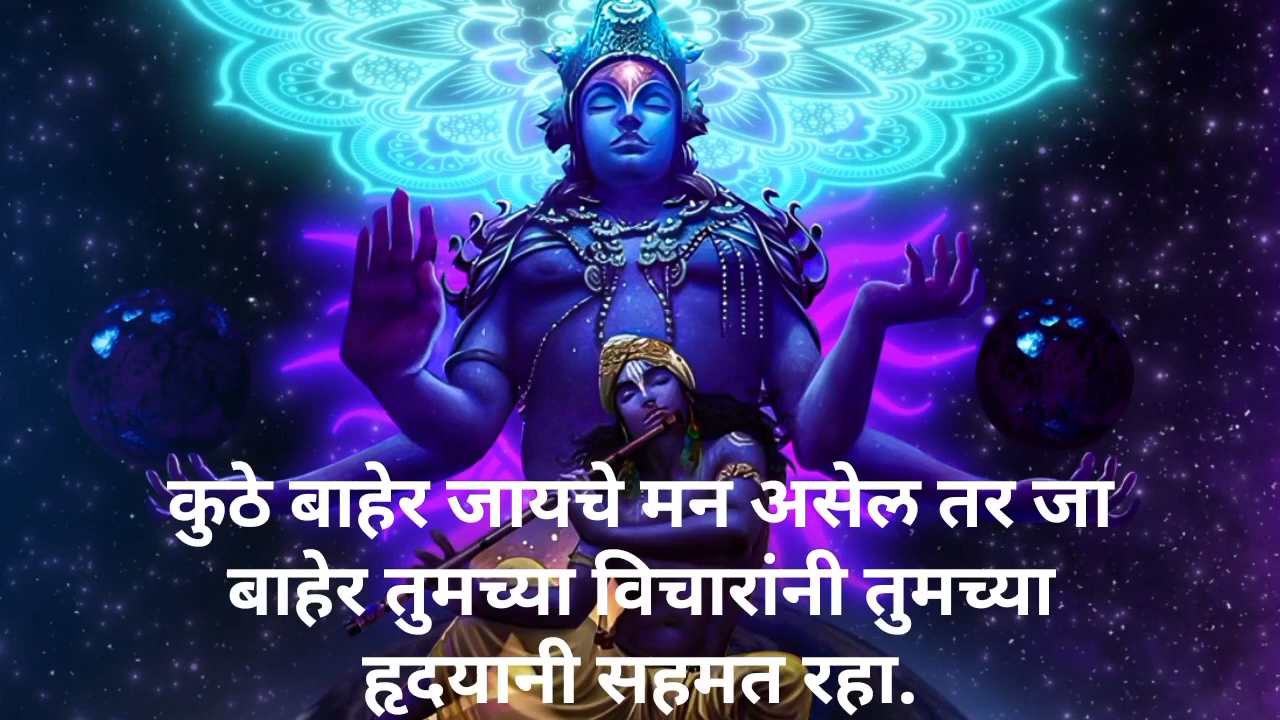 कुठे बाहेर जायचे मन असेल तर जा
बाहेर तुमच्या विचारांनी तुमच्या
हृदयानी सहमत रहा.